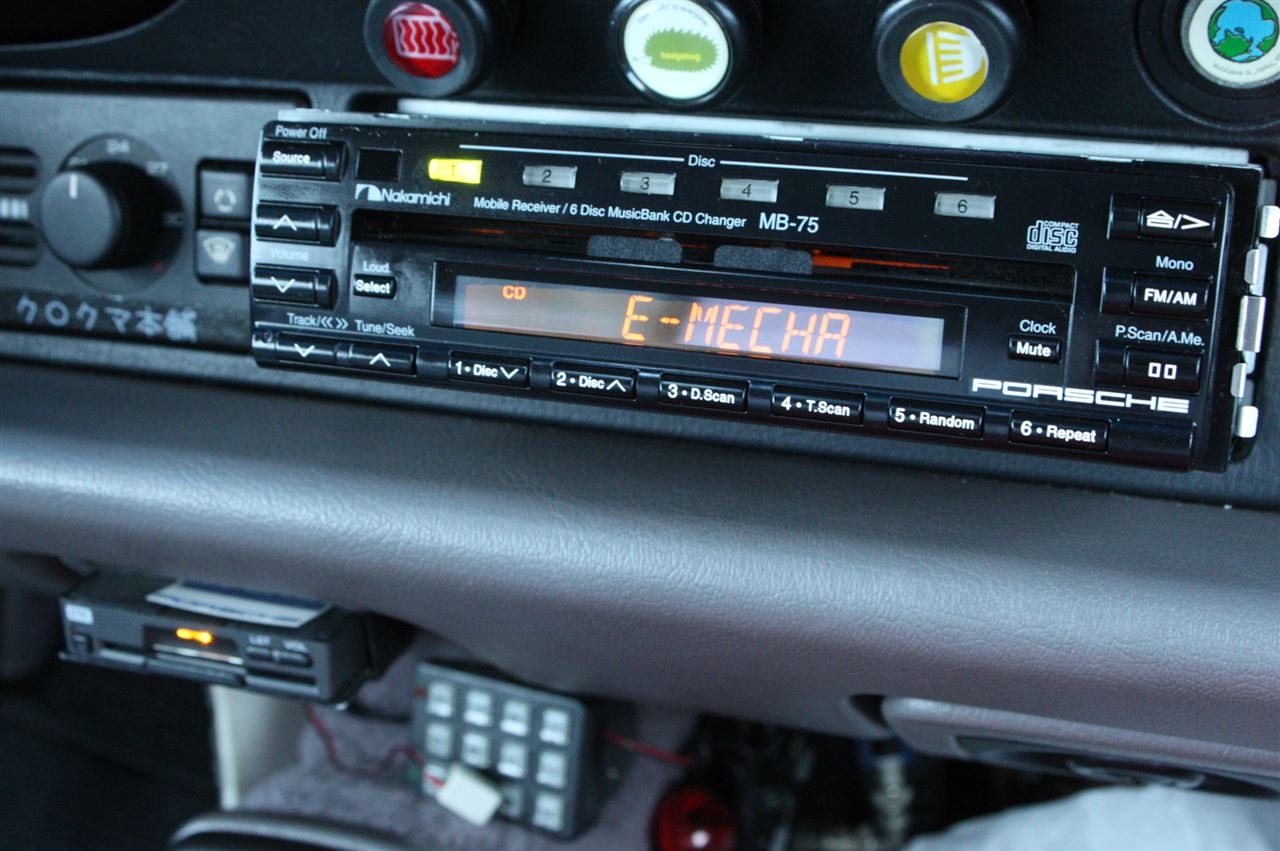 hedgehog
Power Off
Source
Disc
1
2
3
4
5
6
Nakamichi
Mobile Receiver / 6 Disc MusicBank CD Changer MB-75
COMPACT
disc
DIGITAL AUDIO
Volume
Loud
Select
Mono
FM/AM
CD
E-MECHA
Clock
Mute
P.Scan/A.Me.
Track/≪ ≫ Tune/Seek
1 • Disc
2 • Disc
3 • D.Scan
4 • T.Scan
5 • Random
6 • Repeat
PORSCHE
クロクマ本舗
LST VOL